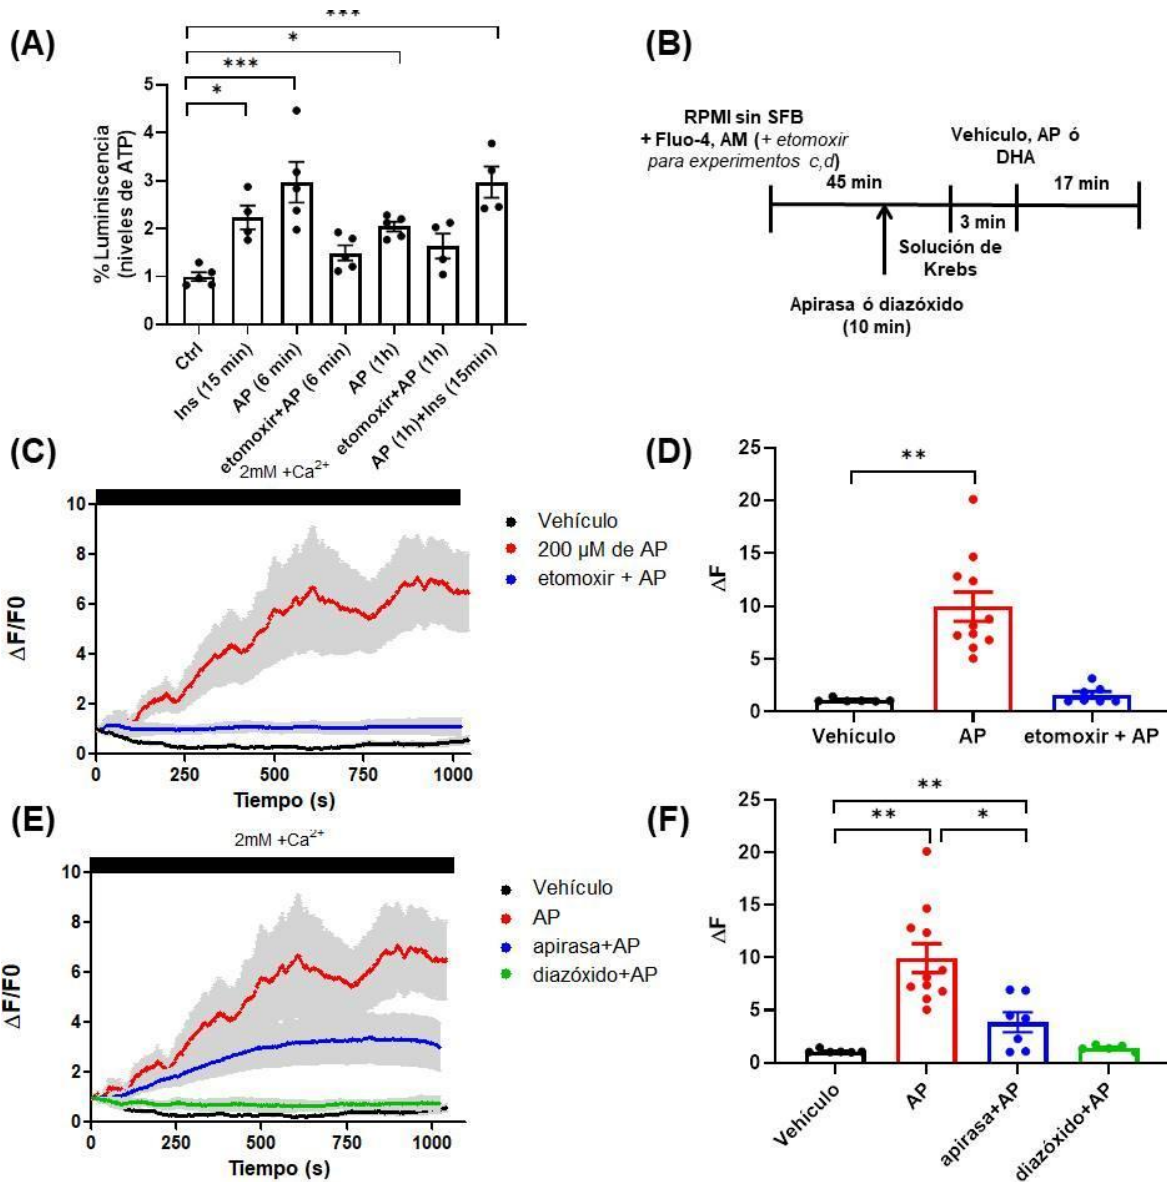 (A)
***
*
***
*
5
4
3
2
1
0
% Luminiscencia
(niveles de ATP)
Ctrl
Ins (15 min)
AP (6 min)
etomoxir+AP (6 min)
AP (1h)
etomoxir+AP (1h)
AP (1h)+Ins (15min)
(B)
RPMI sin SFB
+ Fluo-4, AM (+ etomoxir
para experimentos c,d)
Vehículo, AP ó
DHA
45 min
3 min
17 min
Solución de
Krebs
Apirasa ó diazóxido
(10 min)
(C)
2mM +Ca2+
10
8
6
4
2
0
ΔF/F0
0 250 500 750 1000
Tiempo (s)
Vehículo
200 µM de AP
etomoxir + AP
(D)
**
25
20
15
10
5
0
ΔF
Vehículo AP etomoxir + AP
(E)
2mM +Ca2+
10
8
6
4
2
0
ΔF/F0
0 250 500 750 1000
Tiempo (s)
Vehículo
AP
apirasa+AP
diazóxido+AP
(F)
**
** *
25
20
15
10
5
0
ΔF
Vehículo
AP
apirasa+AP
diazóxido+AP